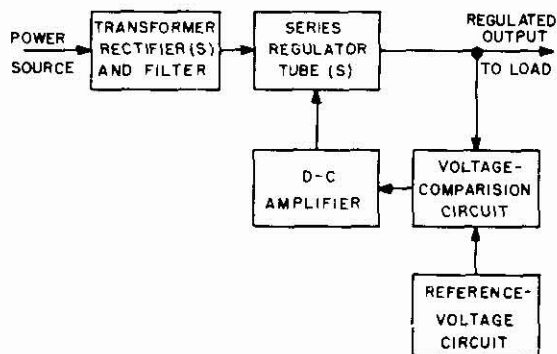 POWER
SOURCE
TRANSFORMER
RECTIFIER(S)
AND FILTER
SERIES
REGULATOR
TUBE (S)
REGULATED
OUTPUT
TO LOAD
D-C
AMPLIFIER
VOLTAGE-
COMPARISION
CIRCUIT
REFERENCE-
VOLTAGE
CIRCUIT